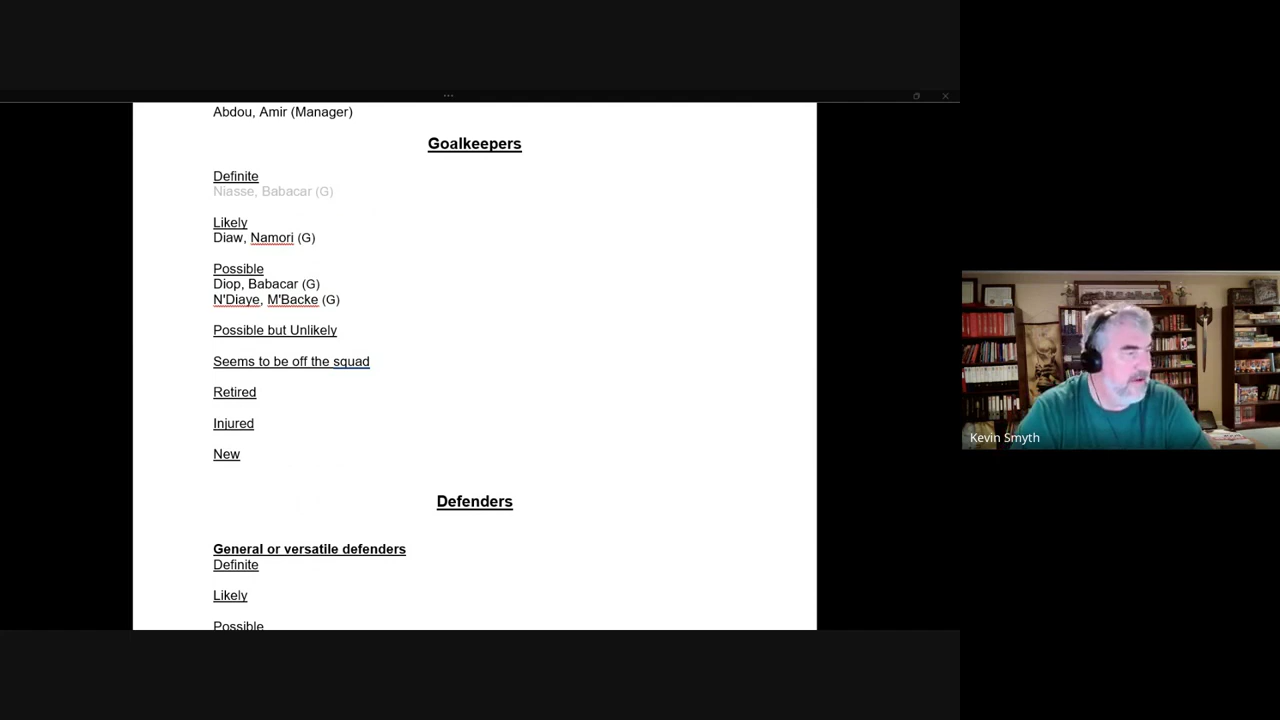 Abdou, Amir (Manager)
Goalkeepers
Definite
Niasse, Babacar (G)
Likely
Diaw, Namori (G)
Possible
Diop, Babacar (G)
N'Diaye, M'Backe (G)
Possible but Unlikely
Seems to be off the squad
Retired
Injured
New
Defenders
General or versatile defenders
Definite
Likely
Possible
Kevin Smyth